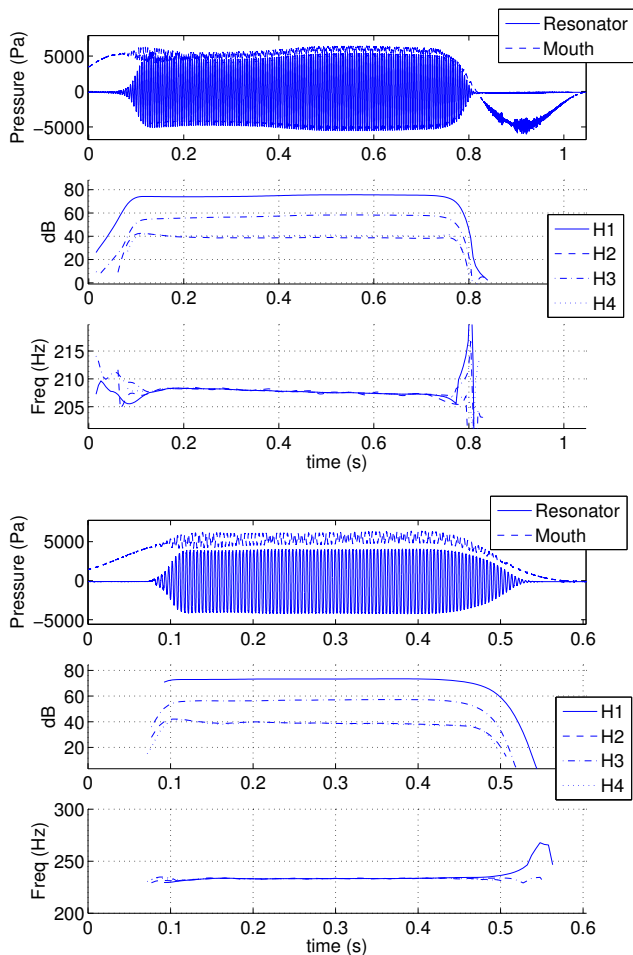 Resonator
Mouth
Pressure (Pa)
5000
0
−5000
0 0.2 0.4 0.6 0.8 1
dB
80
60
40
20
0
H1
H2
H3
H4
0 0.2 0.4 0.6 0.8 1
Freq (Hz)
215
210
205
0 0.2 0.4 0.6 0.8 1
time (s)
Resonator
Mouth
Pressure (Pa)
5000
0
−5000
0 0.1 0.2 0.3 0.4 0.5 0.6
dB
80
60
40
20
H1
H2
H3
H4
0 0.1 0.2 0.3 0.4 0.5
Freq (Hz)
300
250
200
0 0.1 0.2 0.3 0.4 0.5 0.6
time (s)